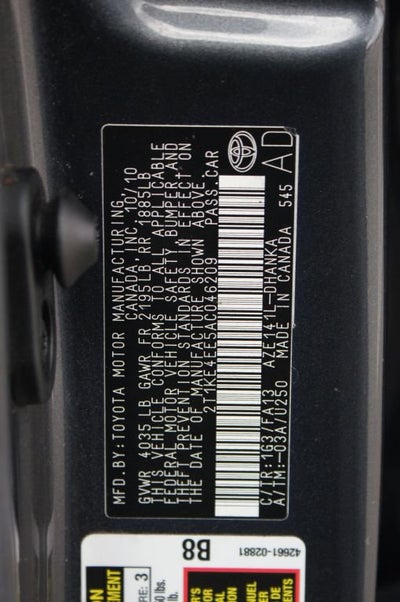 MFD.BY:TOYOTA MOTOR MANUFACTURING,
CANADA, INC. 10/10
GVWR 4035LB GAWR FR 2195LB,RR 1885LB
THIS VEHICLE CONFORMS TO ALL APPLICABLE
FEDERAL MOTOR VEHICLE SAFETY, BUMPER AND
THEFT PREVENTION STANDARDS IN EFFECT ON
THE DATE OF MANUFACTURE SHOWN ABOVE.
2TMKE4EE5AC046209 PASS.CAR
C/TR:1G3/FA13 AZE141L-DHANKA
A/TM:-03A/U250 MADE IN CANADA 545
AD
B8
42661-02881